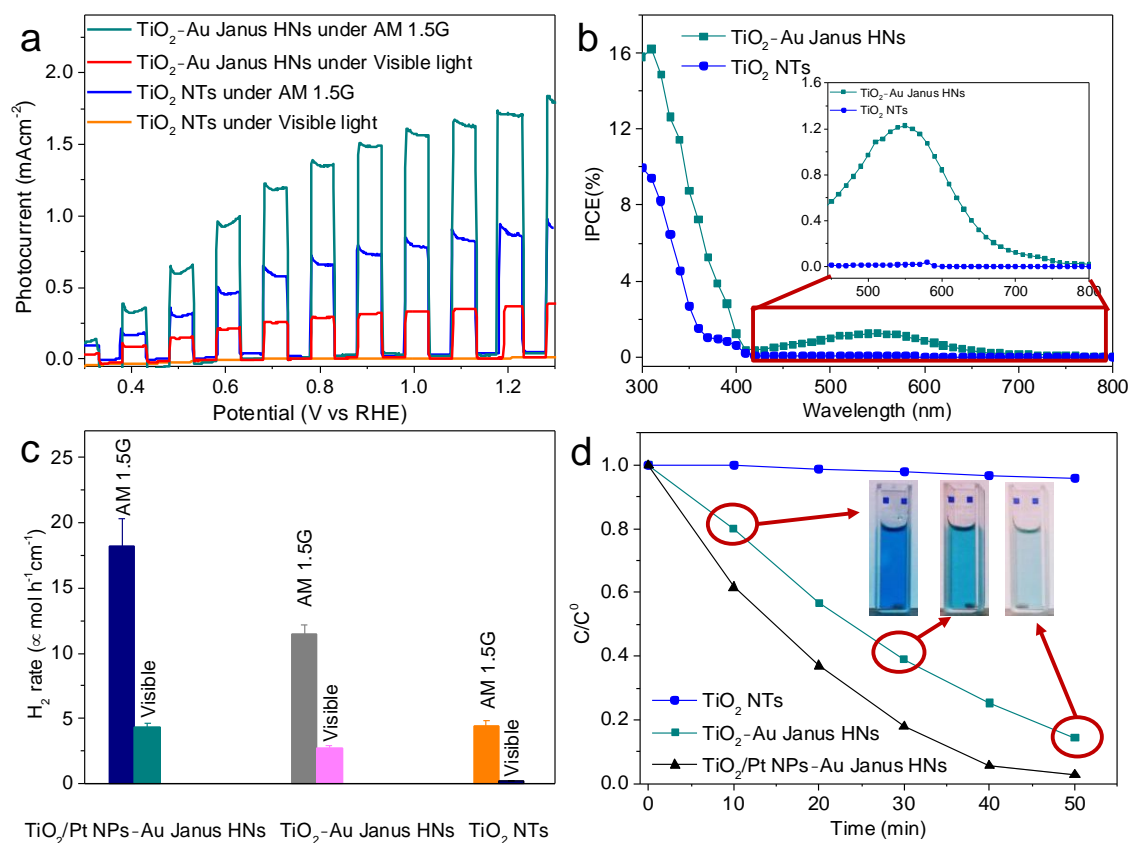 a
TiO₂-Au Janus HNs under AM 1.5G
TiO₂-Au Janus HNs under Visible light
TiO₂ NTs under AM 1.5G
TiO₂ NTs under Visible light
2.0
1.5
1.0
0.5
0.0
Photocurrent (mAcm⁻²)
0.4 0.6 0.8 1.0 1.2
Potential (V vs RHE)
b
TiO₂-Au Janus HNs
TiO₂ NTs
16
12
8
4
0
IPCE(%)
1.6
1.2
0.8
0.4
0.0
TiO₂-Au Janus HNs
TiO₂ NTs
500 600 700 800
300 400 500 600 700 800
Wavelength (nm)
c
25
20
15
10
5
0
H₂ rate (∝ mol h⁻¹cm⁻¹)
AM 1.5G
Visible
AM 1.5G
Visible
AM 1.5G
Visible
TiO₂/Pt NPs-Au Janus HNs TiO₂-Au Janus HNs TiO₂ NTs
d
1.0
0.8
0.6
0.4
0.2
0.0
C/C⁰
TiO₂ NTs
TiO₂-Au Janus HNs
TiO₂/Pt NPs-Au Janus HNs
0 10 20 30 40 50
Time (min)